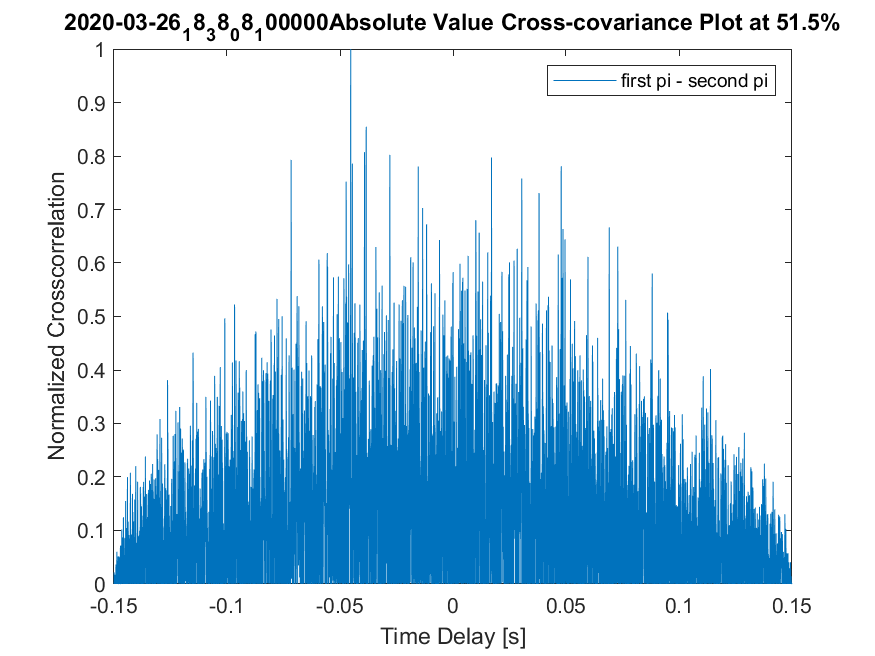 2020-03-26₁8₃8₀8₁00000Absolute Value Cross-covariance Plot at 51.5%
first pi - second pi
1
0.9
0.8
0.7
0.6
0.5
0.4
0.3
0.2
0.1
0
Normalized Crosscorrelation
-0.15 -0.1 -0.05 0 0.05 0.1 0.15
Time Delay [s]